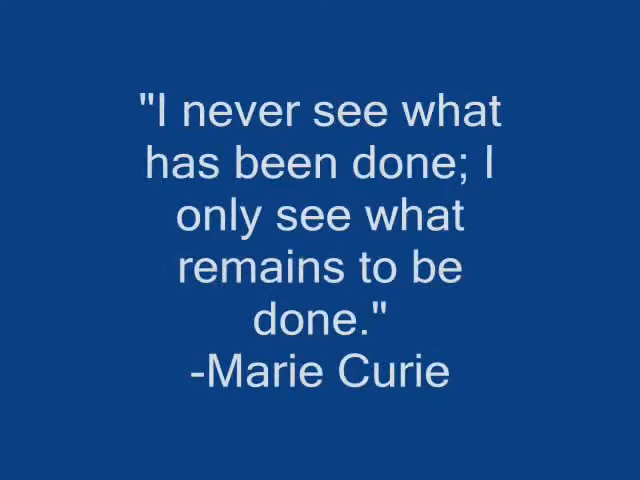 "I never see what
has been done; I
only see what
remains to be
done."
-Marie Curie